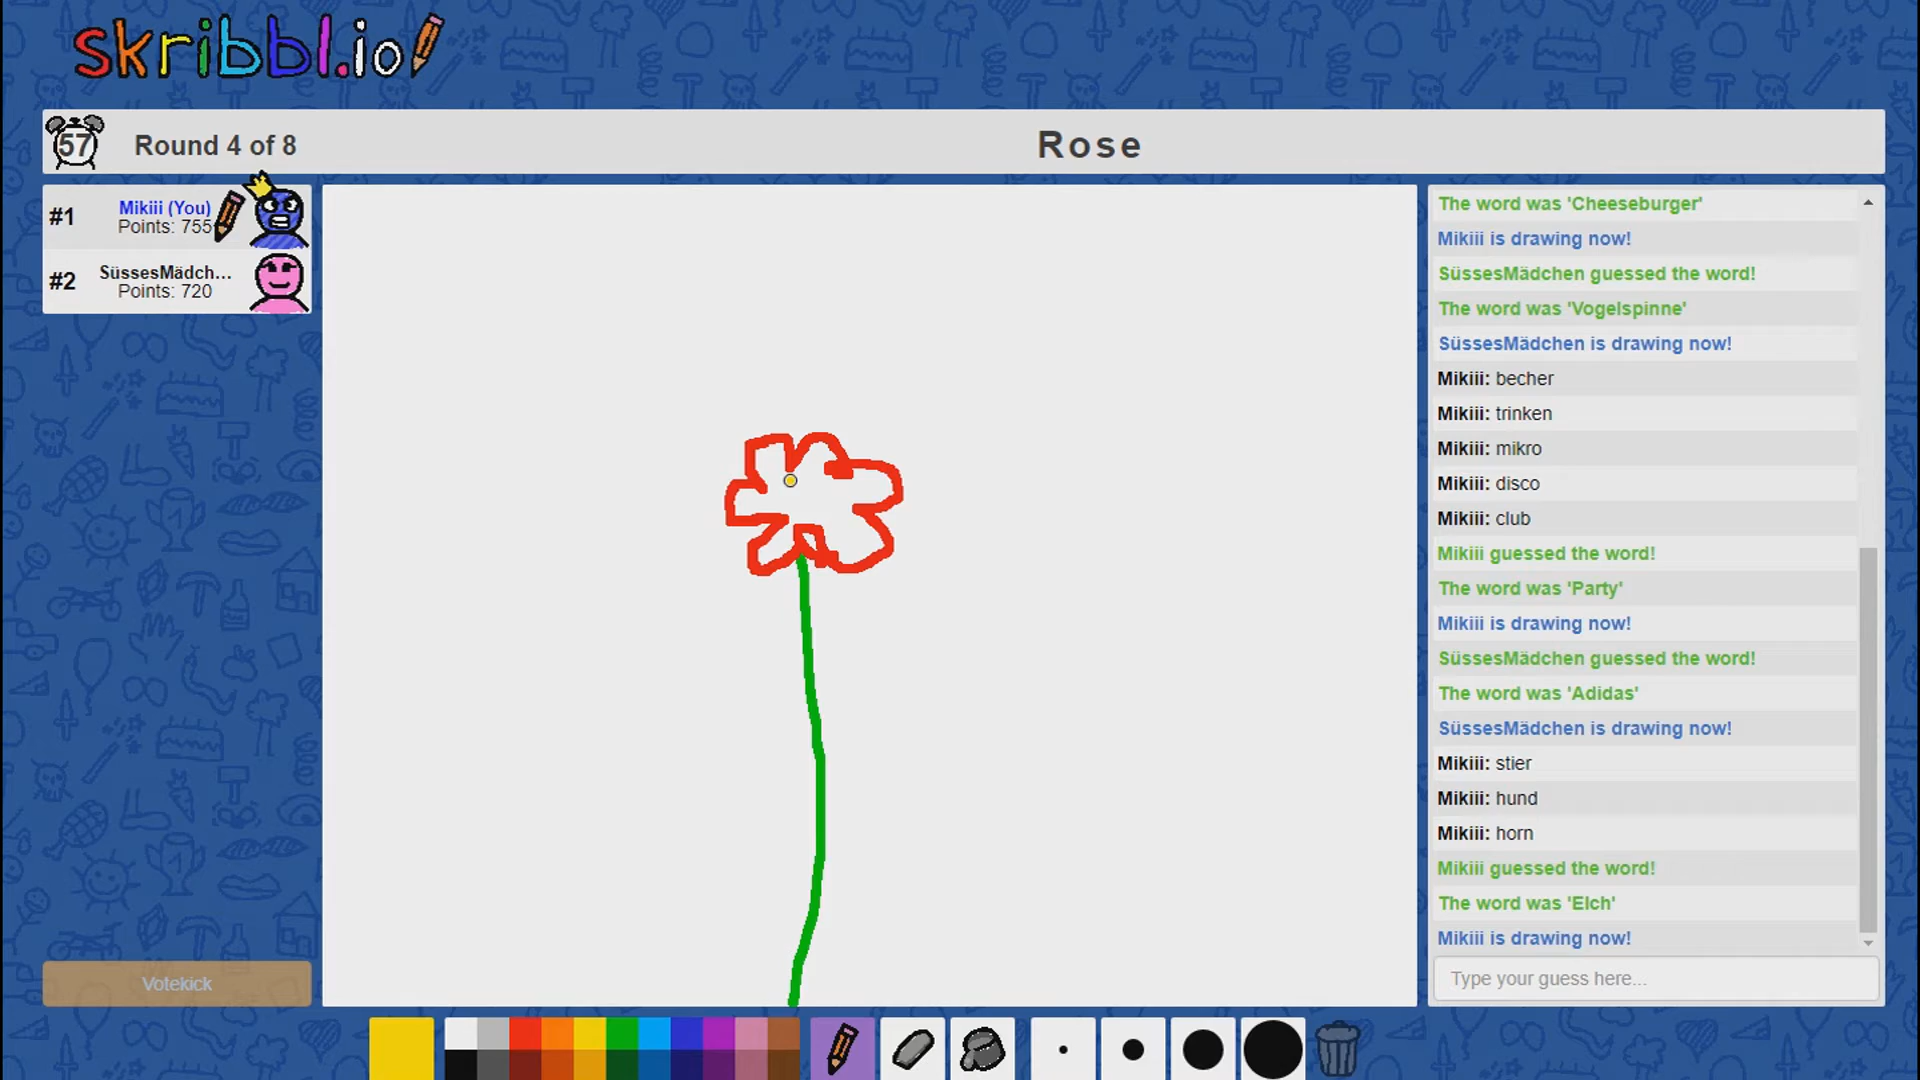 skribbl.io
57
Round 4 of 8
Rose
#1
Mikiii (You)
Points: 755
#2
SüssesMädch...
Points: 720
The word was 'Cheeseburger'
Mikiii is drawing now!
SüssesMädchen guessed the word!
The word was 'Vogelspinne'
SüssesMädchen is drawing now!
Mikiii: becher
Mikiii: trinken
Mikiii: mikro
Mikiii: disco
Mikiii: club
Mikiii guessed the word!
The word was 'Party'
Mikiii is drawing now!
SüssesMädchen guessed the word!
The word was 'Adidas'
SüssesMädchen is drawing now!
Mikiii: stier
Mikiii: hund
Mikiii: horn
Mikiii guessed the word!
The word was 'Elch'
Mikiii is drawing now!
Votekick
Type your guess here...